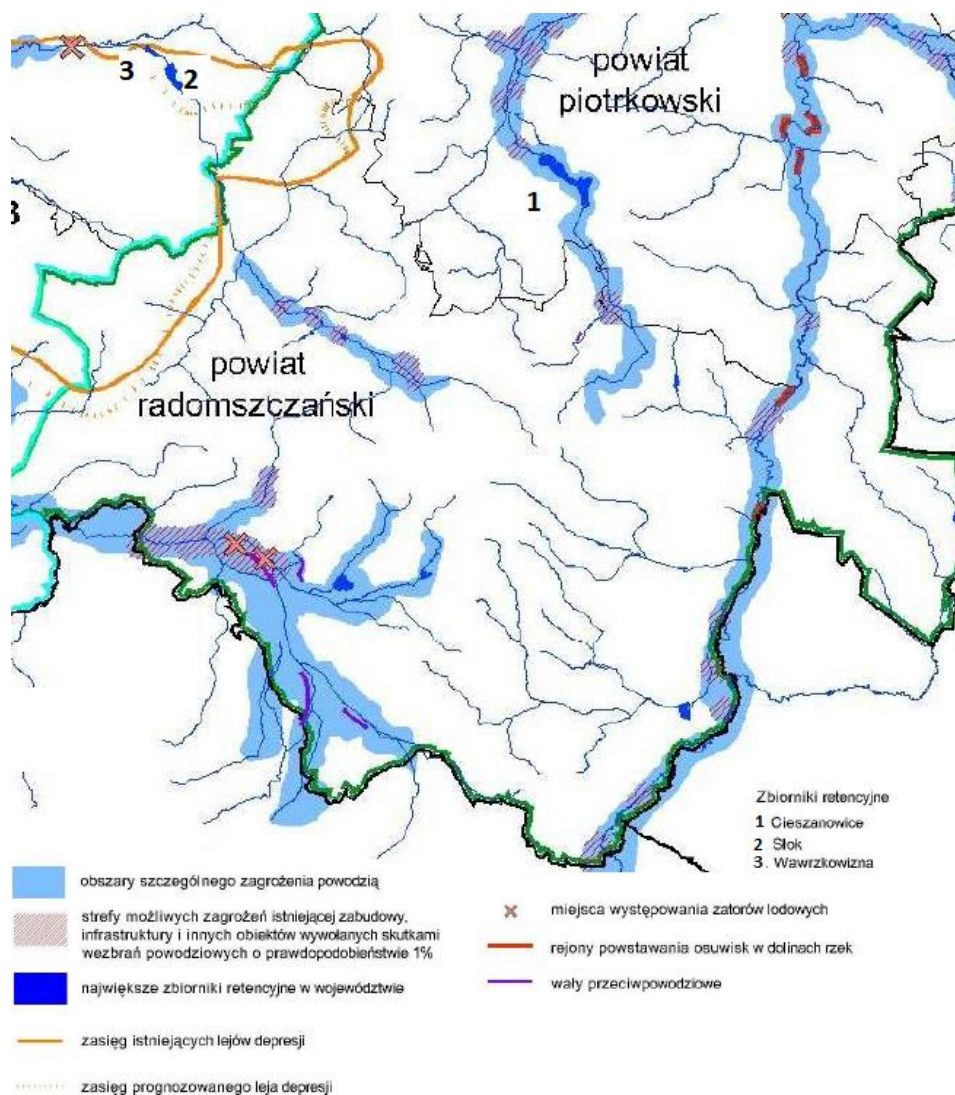 3
2
powiat
piotrkowski
1
3
powiat
radomszczański
Zbiorniki retencyjne
1 Cieszanowice
2 Słok
3. Wawrzkowizna
obszary szczególnego zagrożenia powodzią
strefy możliwych zagrożeń istniejącej zabudowy,
infrastruktury i innych obiektów wywołanych skutkami
wezbrań powodziowych o prawdopodobieństwie 1%
największe zbiorniki retencyjne w województwie
zasięg istniejących lejów depresji
zasięg prognozowanego leja depresji
miejsca występowania zatorów lodowych
rejony powstawania osuwisk w dolinach rzek
wały przeciwpowodziowe